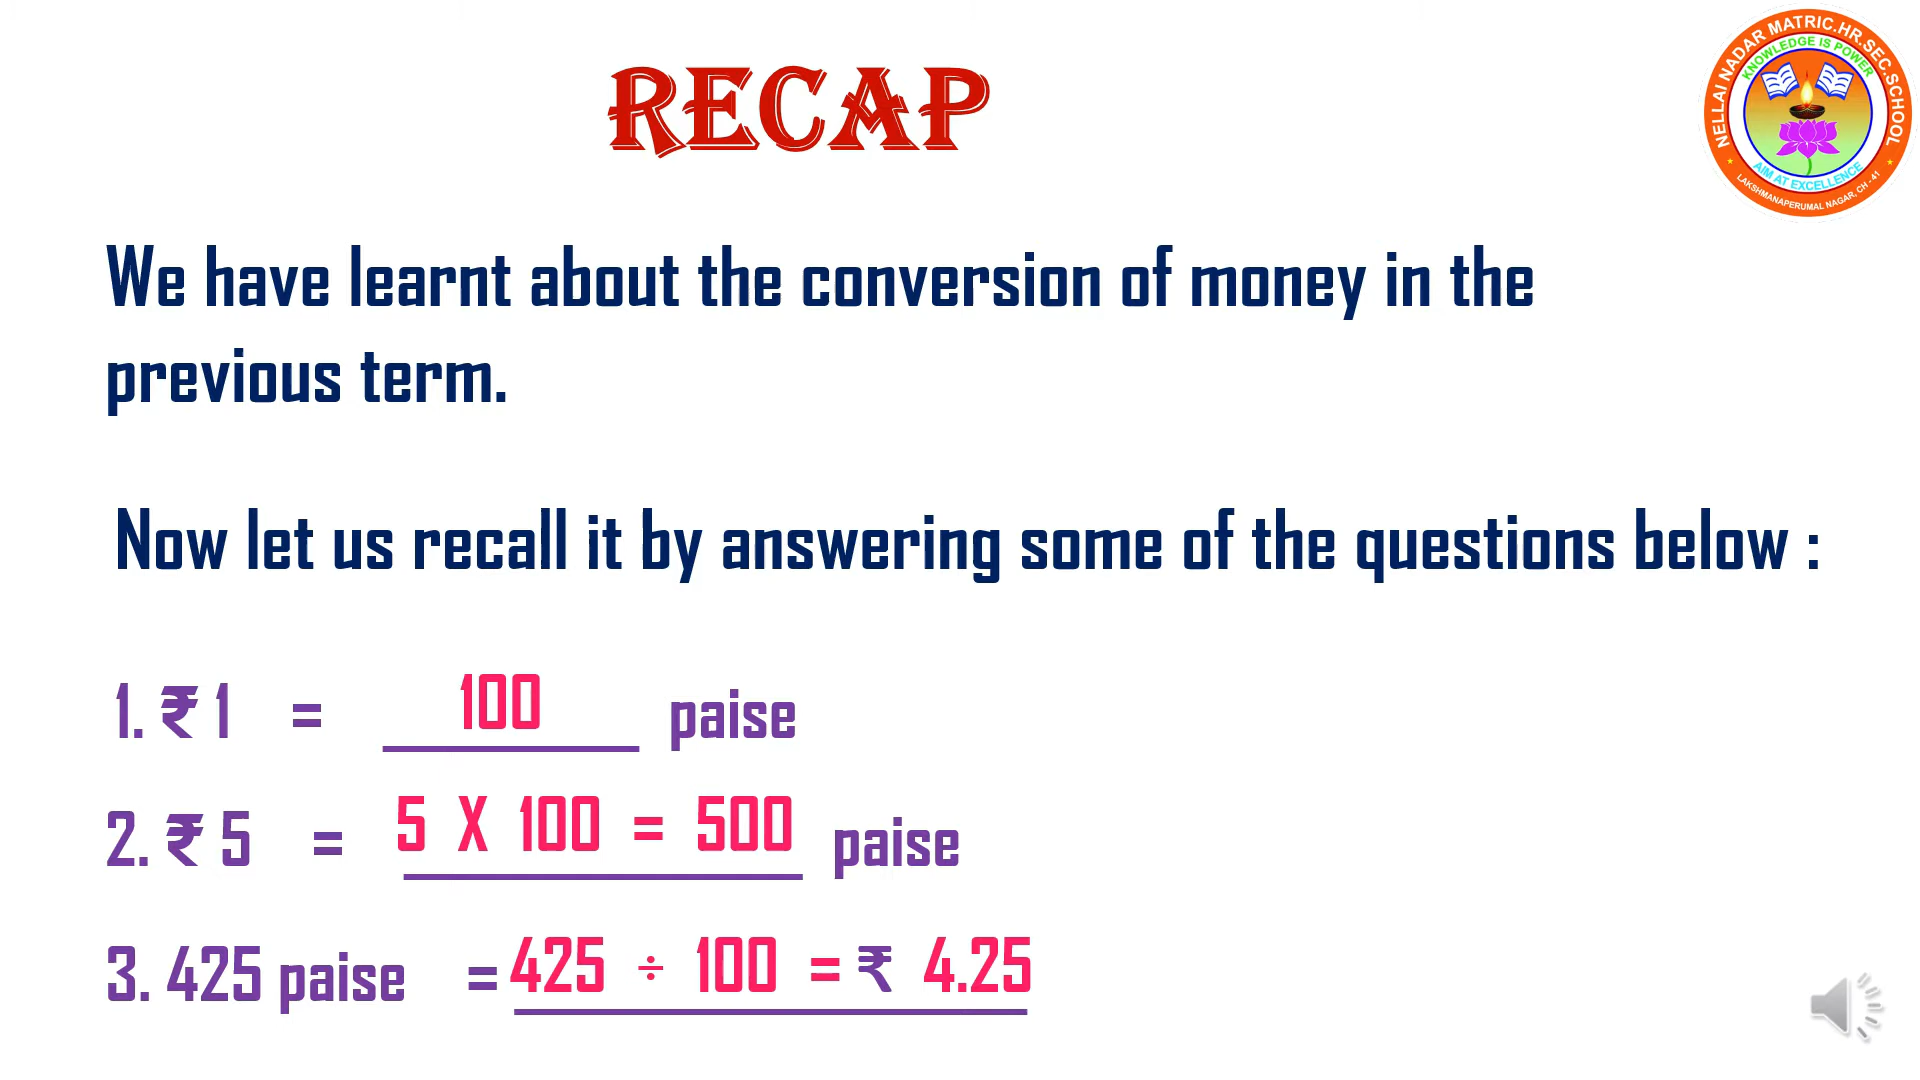 RECAP
NELLAI NADAR MATRIC.HR.SEC.SCHOOL
KNOWLEDGE IS POWER
AIM AT EXCELLENCE
LAKSHMANAPERUMAL NAGAR, CH - 41
We have learnt about the conversion of money in the
previous term.
Now let us recall it by answering some of the questions below :
1. ₹ 1 = 100 paise
2. ₹ 5 = 5 X 100 = 500 paise
3. 425 paise = 425 ÷ 100 = ₹ 4.25